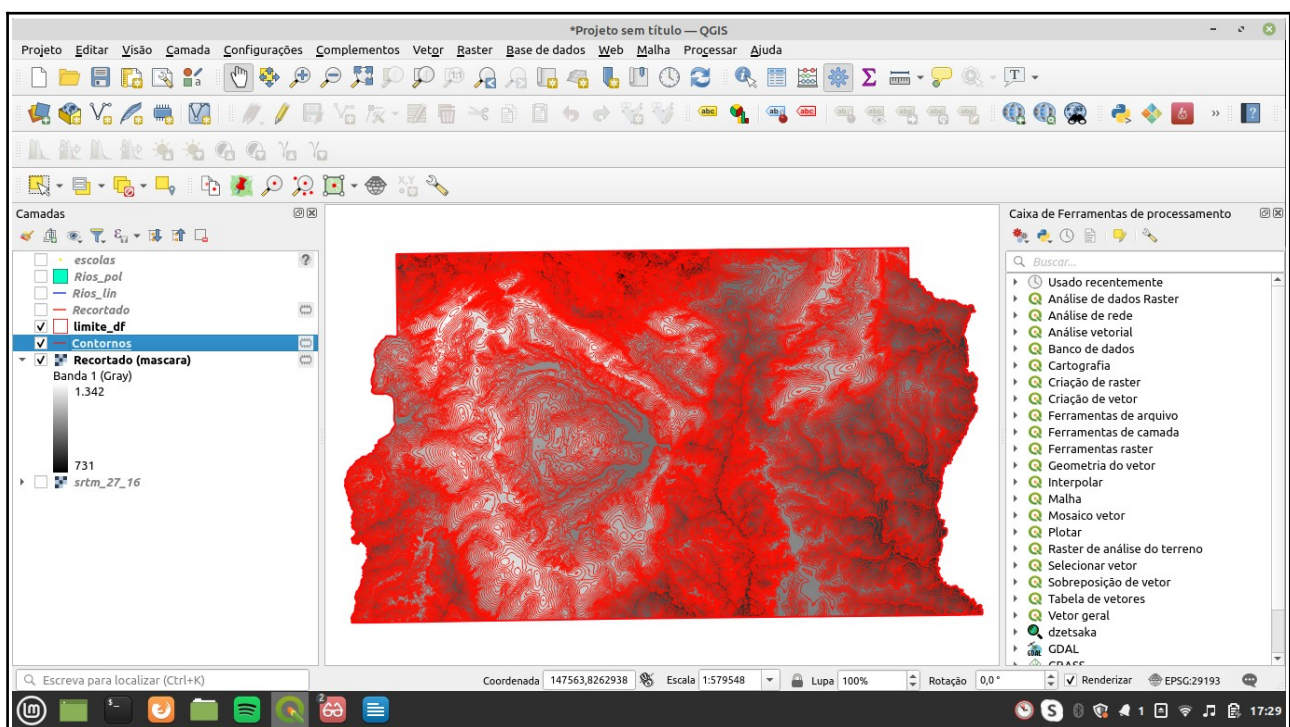 *Projeto sem título — QGIS
Projeto Editar Visão Camada Configurações Complementos Vetor Raster Base de dados Web Malha Processar Ajuda
Camadas
escolas
Rios_pol
Rios_lin
Recortado
limite_df
Contornos
Recortado (mascara)
Banda 1 (Gray)
1.342
731
srtm_27_16
Caixa de Ferramentas de processamento
Buscar...
Usado recentemente
Análise de dados Raster
Análise de rede
Análise vetorial
Banco de dados
Cartografia
Criação de raster
Criação de vetor
Ferramentas de arquivo
Ferramentas de camada
Ferramentas raster
Geometria do vetor
Interpolar
Malha
Mosaico vetor
Plotar
Raster de análise do terreno
Selecionar vetor
Sobreposição de vetor
Tabela de vetores
Vetor geral
dzetsaka
GDAL
Escreva para localizar (Ctrl+K) Coordenada 147563,8262938 Escala 1:579548 Lupa 100% Rotação 0,0 ° Renderizar EPSG:29193
2 S 1 17:29